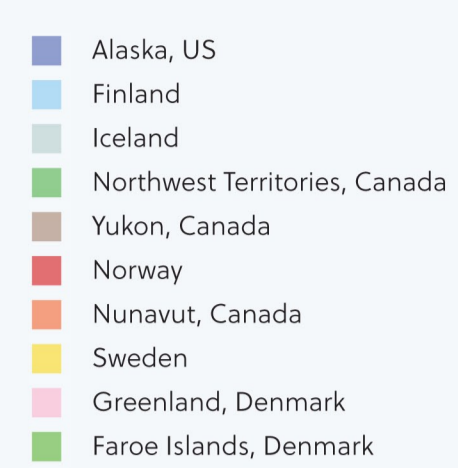 Alaska, US
Finland
Iceland
Northwest Territories, Canada
Yukon, Canada
Norway
Nunavut, Canada
Sweden
Greenland, Denmark
Faroe Islands, Denmark